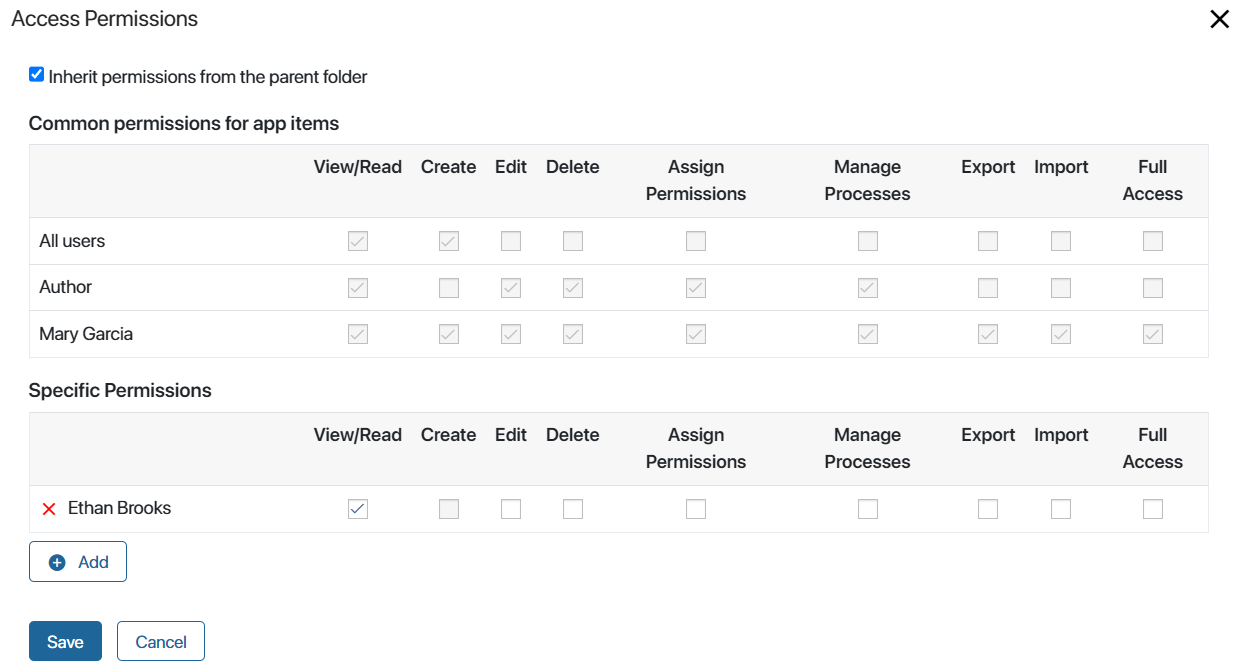 Access Permissions
Inherit permissions from the parent folder
Common permissions for app items
View/Read Create Edit Delete Assign Permissions Manage Processes Export Import Full Access
All users
Author
Mary Garcia
Specific Permissions
View/Read Create Edit Delete Assign Permissions Manage Processes Export Import Full Access
Ethan Brooks
Add
Save Cancel